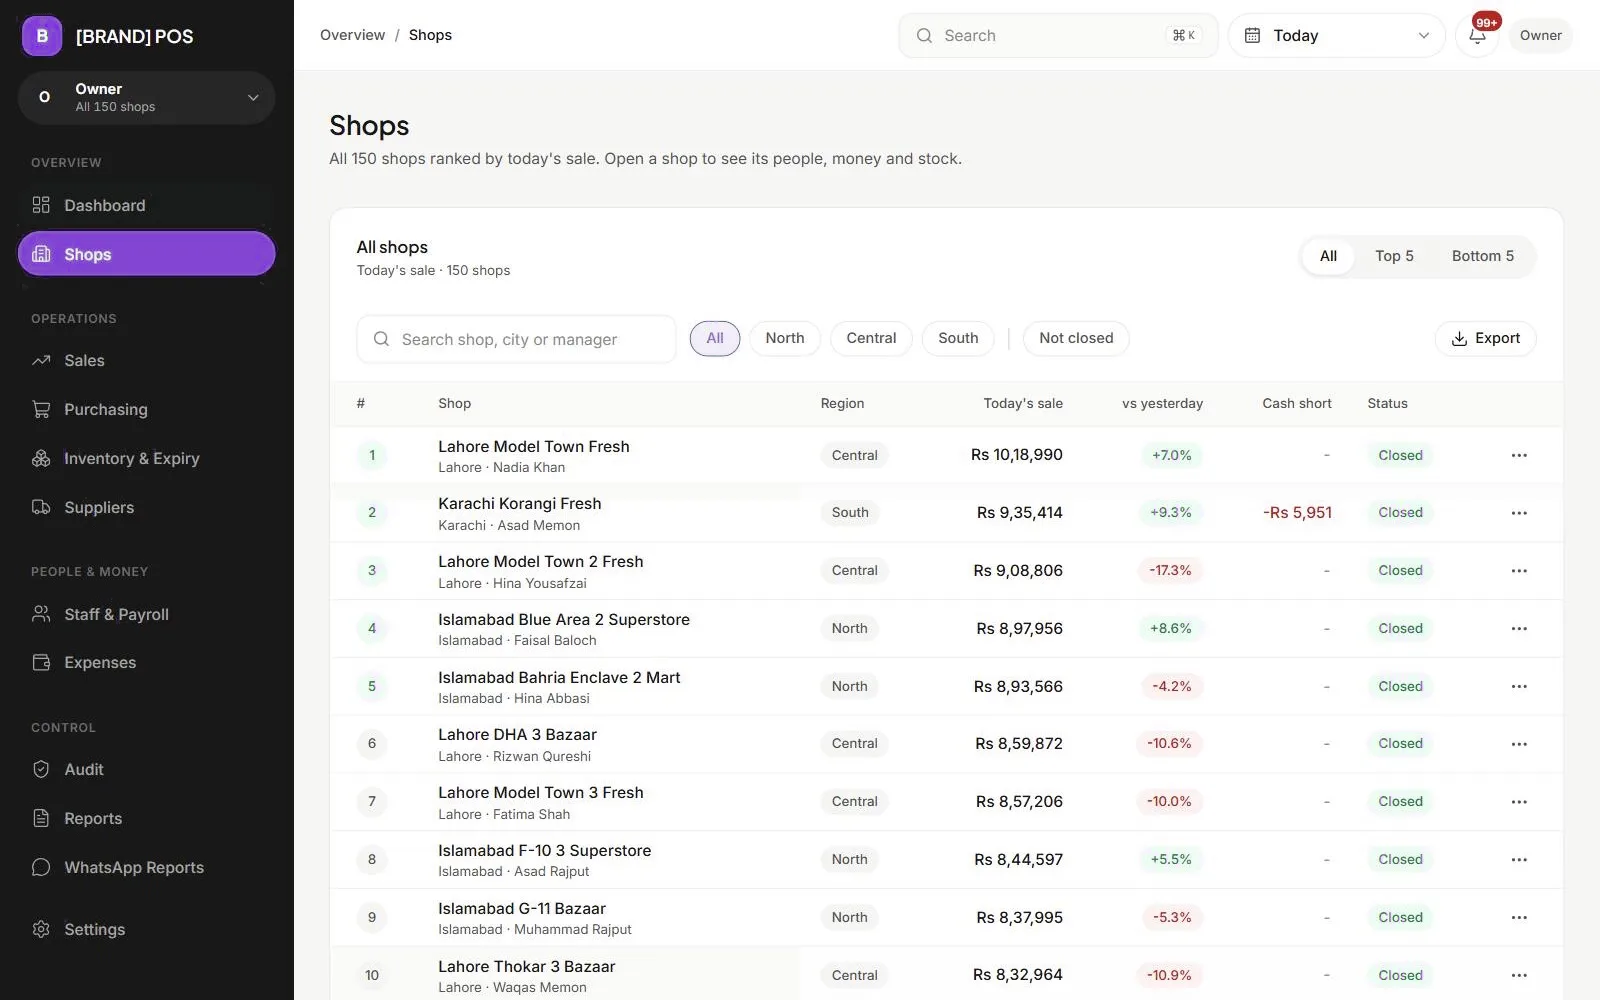 B [BRAND] POS
O Owner
All 150 shops
OVERVIEW
Dashboard
Shops
OPERATIONS
Sales
Purchasing
Inventory & Expiry
Suppliers
PEOPLE & MONEY
Staff & Payroll
Expenses
CONTROL
Audit
Reports
WhatsApp Reports
Settings
Overview / Shops
Search ⌘ K
Today
99+
Owner
Shops
All 150 shops ranked by today's sale. Open a shop to see its people, money and stock.
All shops
Today's sale · 150 shops
All Top 5 Bottom 5
Search shop, city or manager
All North Central South Not closed
Export
# Shop Region Today's sale vs yesterday Cash short Status
1 Lahore Model Town Fresh Central Rs 10,18,990 +7.0% - Closed
Lahore · Nadia Khan
2 Karachi Korangi Fresh South Rs 9,35,414 +9.3% -Rs 5,951 Closed
Karachi · Asad Memon
3 Lahore Model Town 2 Fresh Central Rs 9,08,806 -17.3% - Closed
Lahore · Hina Yousafzai
4 Islamabad Blue Area 2 Superstore North Rs 8,97,956 +8.6% - Closed
Islamabad · Faisal Baloch
5 Islamabad Bahria Enclave 2 Mart North Rs 8,93,566 -4.2% - Closed
Islamabad · Hina Abbasi
6 Lahore DHA 3 Bazaar Central Rs 8,59,872 -10.6% - Closed
Lahore · Rizwan Qureshi
7 Lahore Model Town 3 Fresh Central Rs 8,57,206 -10.0% - Closed
Lahore · Fatima Shah
8 Islamabad F-10 3 Superstore North Rs 8,44,597 +5.5% - Closed
Islamabad · Asad Rajput
9 Islamabad G-11 Bazaar North Rs 8,37,995 -5.3% - Closed
Islamabad · Muhammad Rajput
10 Lahore Thokar 3 Bazaar Central Rs 8,32,964 -10.9% - Closed
Lahore · Waqas Memon